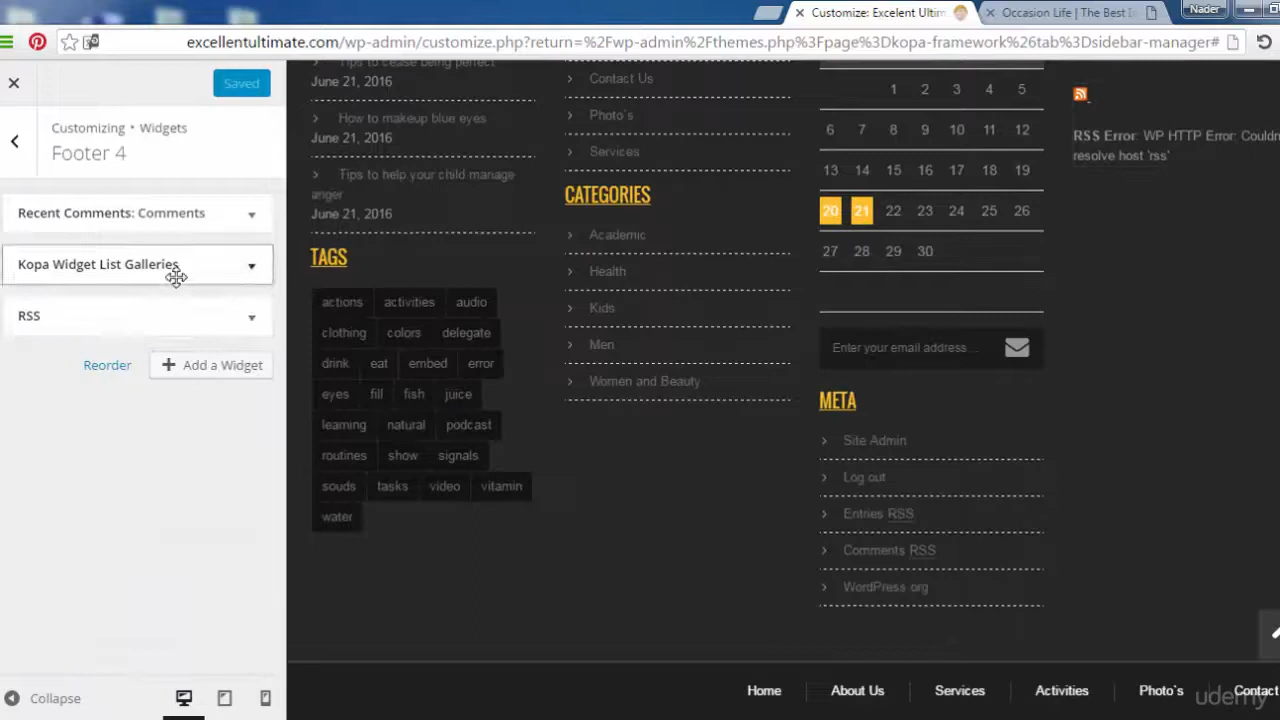 Customize: Excelent Ultim
Occasion Life | The Best I
Nader
excellentultimate.com/wp-admin/customize.php?return=%2Fwp-admin%2Fthemes.php%3Fpage%3Dkopa-framework%26tab%3Dsidebar-manager#
Saved
Customizing • Widgets
Footer 4
Recent Comments: Comments
Kopa Widget List Galleries
RSS
Reorder
Add a Widget
Collapse
Tips to cease being perfect
June 21, 2016
How to makeup blue eyes
June 21, 2016
Tips to help your child manage
anger
June 21, 2016
TAGS
actions activities audio
clothing colors delegate
drink eat embed error
eyes fill fish juice
learning natural podcast
routines show signals
souds tasks video vitamin
water
Contact Us
Photo's
Services
CATEGORIES
Academic
Health
Kids
Men
Women and Beauty
1 2 3 4 5
6 7 8 9 10 11 12
13 14 15 16 17 18 19
20 21 22 23 24 25 26
27 28 29 30
Enter your email address ...
META
Site Admin
Log out
Entries RSS
Comments RSS
WordPress.org
RSS Error: WP HTTP Error: Couldn
resolve host 'rss'
Home About Us Services Activities Photo's Contact
udemy